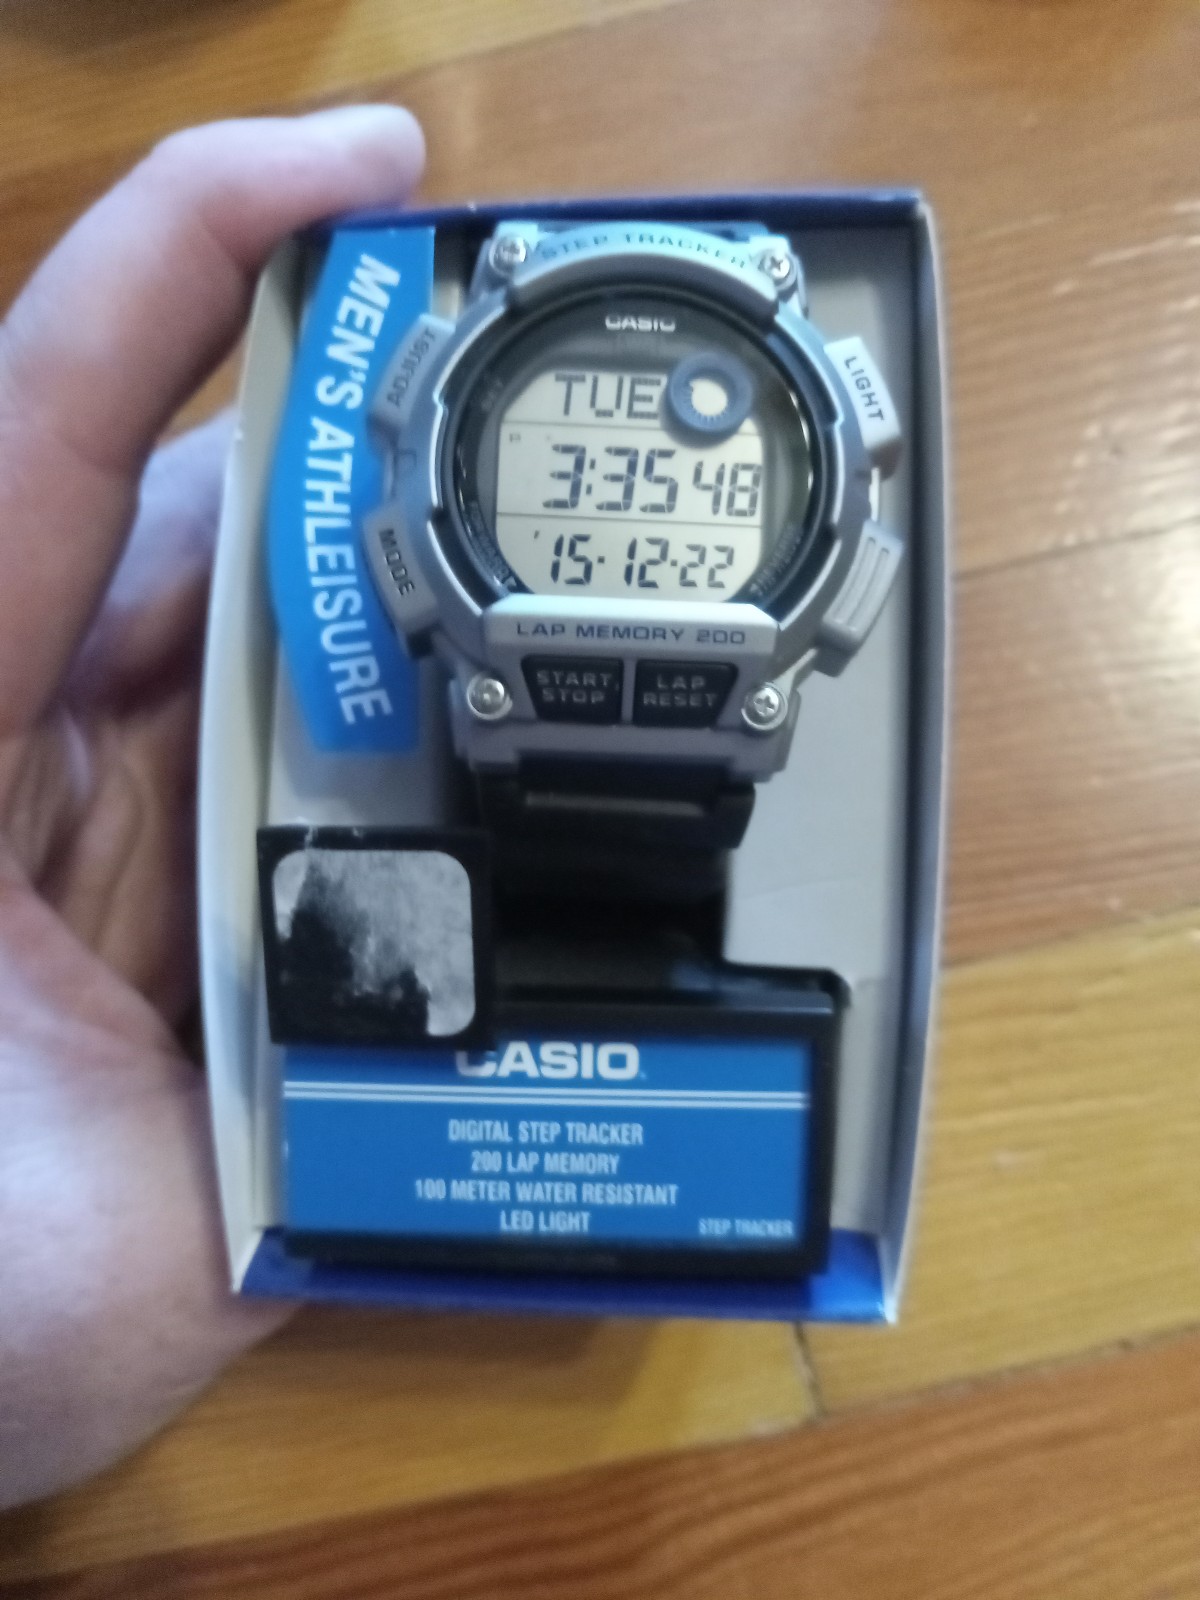 STEP TRACKER
CASIO
MEN'S ATHLEISURE
ADJUST
LIGHT
TUE
P
3:35 48
'15-12-22
MODE
LAP MEMORY 200
START
STOP
LAP
RESET
CASIO
DIGITAL STEP TRACKER
200 LAP MEMORY
100 METER WATER RESISTANT
LED LIGHT
STEP TRACKER